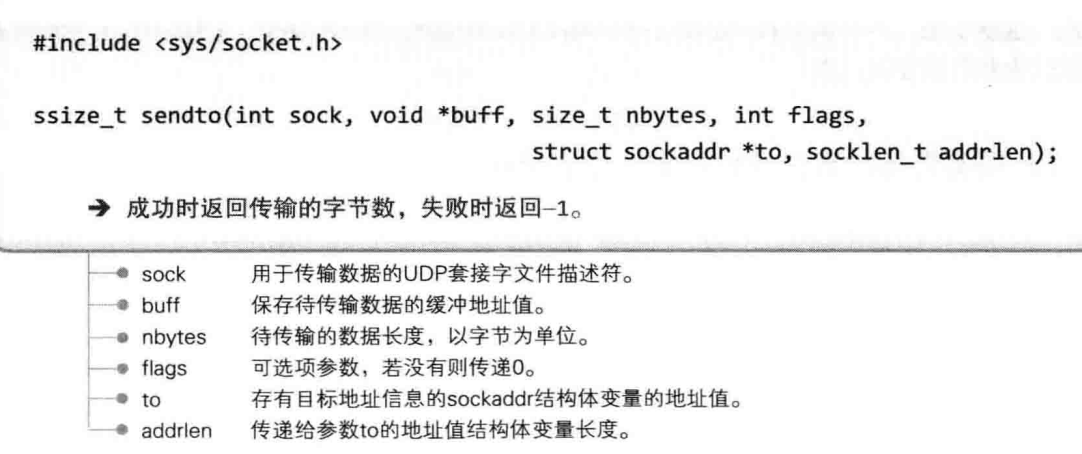 #include <sys/socket.h>
ssize_t sendto(int sock, void *buff, size_t nbytes, int flags,
struct sockaddr *to, socklen_t addrlen);
→ 成功时返回传输的字节数，失败时返回–1。
sock 用于传输数据的UDP套接字文件描述符。
buff 保存待传输数据的缓冲地址值。
nbytes 待传输的数据长度，以字节为单位。
flags 可选项参数，若没有则传递0。
to 存有目标地址信息的sockaddr结构体变量的地址值。
addrlen 传递给参数to的地址值结构体变量长度。